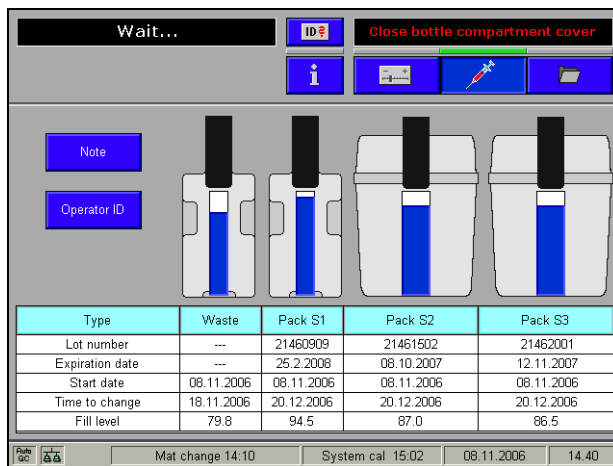 Wait...
ID?
Close bottle compartment cover
i
Note
Operator ID
Type Waste Pack S1 Pack S2 Pack S3
Lot number --- 21460909 21461502 21462001
Expiration date --- 25.2.2008 08.10.2007 12.11.2007
Start date 08.11.2006 08.11.2006 08.11.2006 08.11.2006
Time to change 18.11.2006 20.12.2006 20.12.2006 20.12.2006
Fill level 79.8 94.5 87.0 86.5
Auto QC Mat change 14:10 System cal 15:02 08.11.2006 14.40